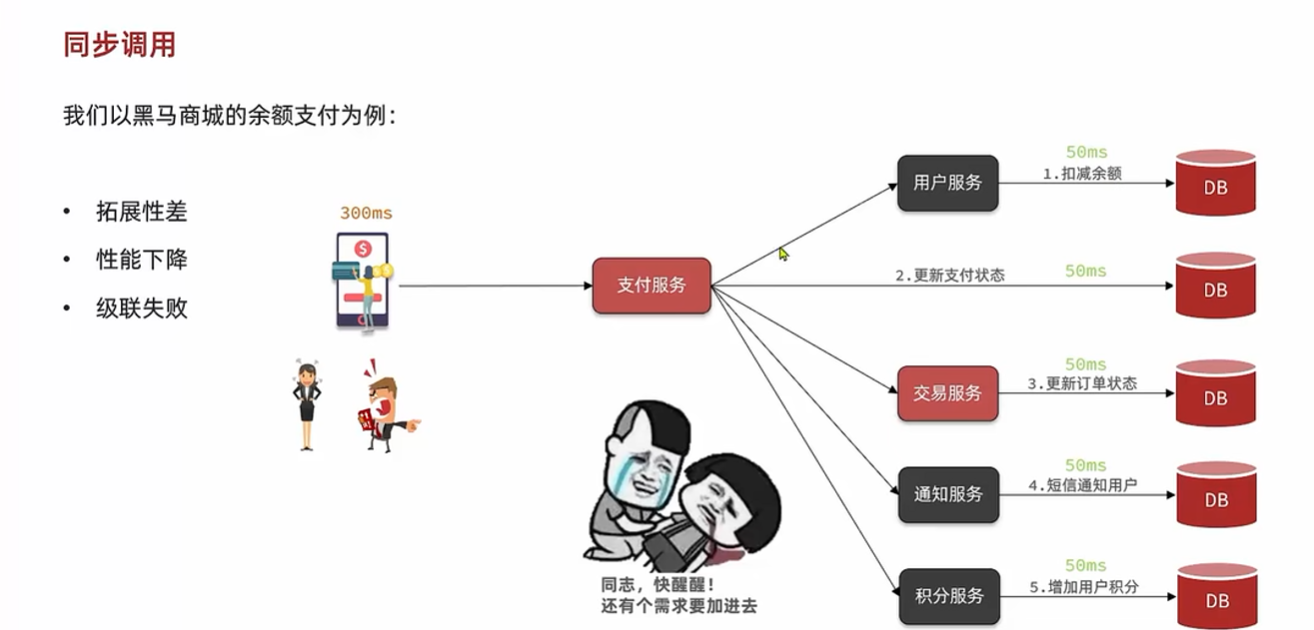 同步调用
我们以黑马商城的余额支付为例：
• 拓展性差
• 性能下降
• 级联失败
300ms
$
支付服务
用户服务
50ms
1.扣减余额
DB
2.更新支付状态
50ms
DB
交易服务
50ms
3.更新订单状态
DB
通知服务
50ms
4.短信通知用户
DB
积分服务
50ms
5.增加用户积分
DB
同志，快醒醒！
还有个需求要加进去